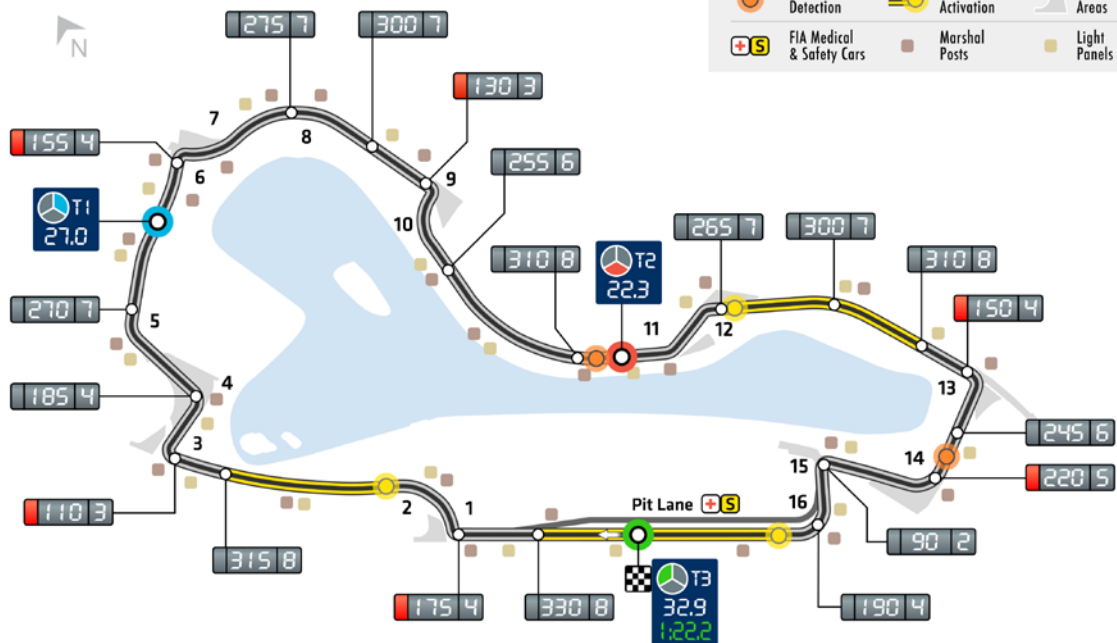 Detection
Activation
Areas
+ S
FIA Medical
& Safety Cars
Marshal
Posts
Light
Panels
N
275 7
300 7
130 3
7
8
155 4
6
9
255 6
T1
27.0
10
310 8
T2
22.3
265 7
300 7
310 8
270 7
5
11
12
150 4
4
185 4
13
3
245 6
2
15
14
220 5
1
Pit Lane + S
16
110 3
90 2
315 8
T3
32.9
1:22.2
175 4
330 8
190 4